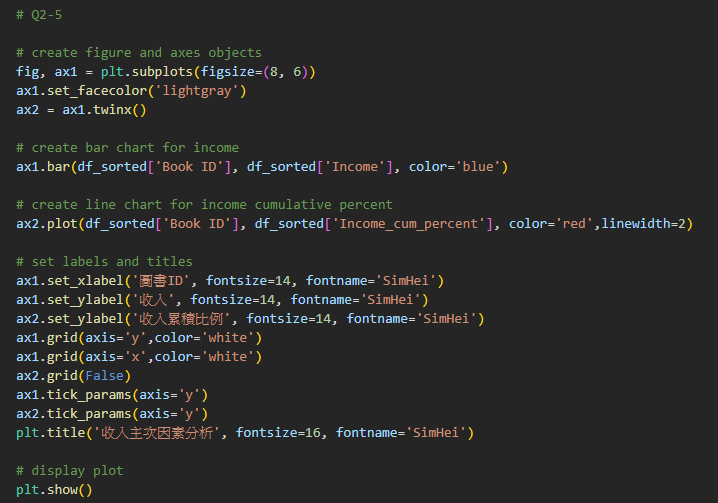 # Q2-5
# create figure and axes objects
fig, ax1 = plt.subplots(figsize=(8, 6))
ax1.set_facecolor('lightgray')
ax2 = ax1.twinx()
# create bar chart for income
ax1.bar(df_sorted['Book ID'], df_sorted['Income'], color='blue')
# create line chart for income cumulative percent
ax2.plot(df_sorted['Book ID'], df_sorted['Income_cum_percent'], color='red',linewidth=2)
# set labels and titles
ax1.set_xlabel('圖書ID', fontsize=14, fontname='SimHei')
ax1.set_ylabel('收入', fontsize=14, fontname='SimHei')
ax2.set_ylabel('收入累積比例', fontsize=14, fontname='SimHei')
ax1.grid(axis='y',color='white')
ax1.grid(axis='x',color='white')
ax2.grid(False)
ax1.tick_params(axis='y')
ax2.tick_params(axis='y')
plt.title('收入主次因素分析', fontsize=16, fontname='SimHei')
# display plot
plt.show()